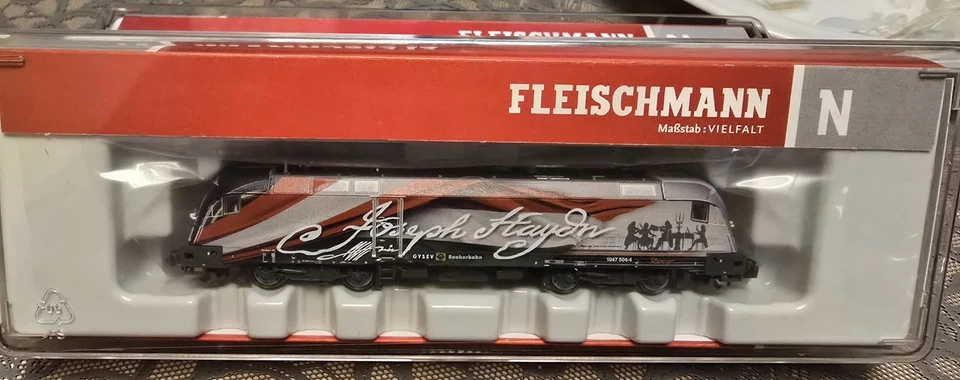 FLEISCHMANN
N
FLEISCHMANN
Maßstab:VIELFALT
N
Joseph Haydn
GYSEV Raaberbahn
1047 504-4